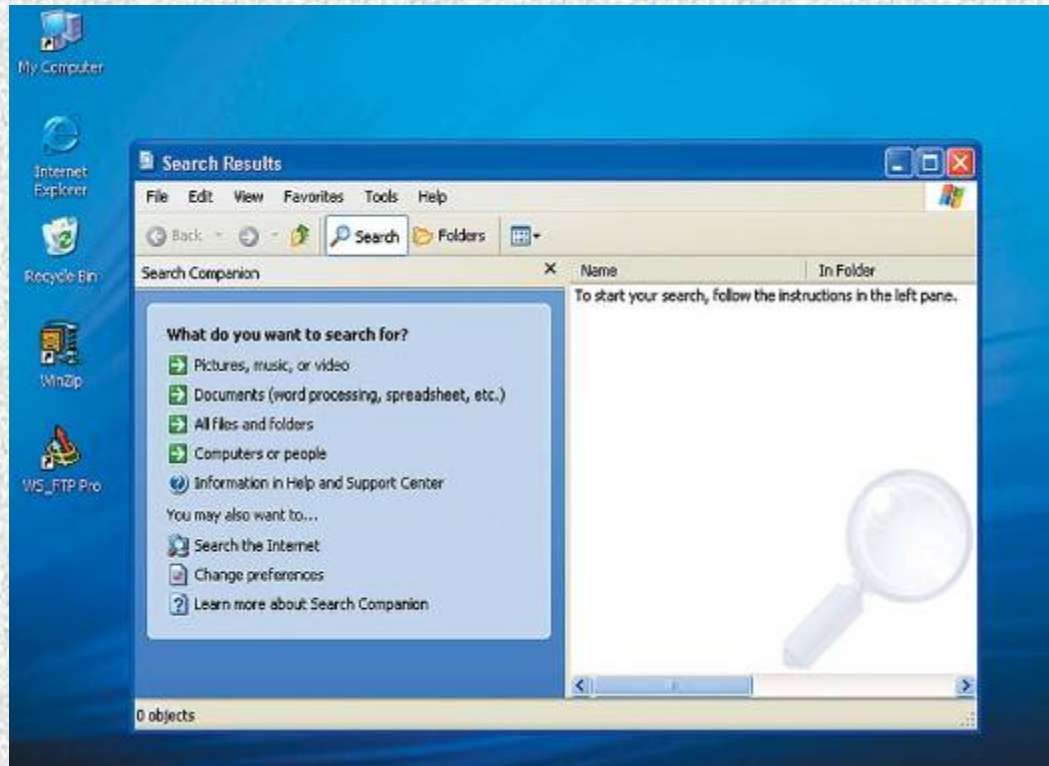 My Computer
Internet
Explorer
Recycle Bin
WinZip
WS_FTP Pro
Search Results
File Edit View Favorites Tools Help
Back Search Folders
Search Companion
Name In Folder
To start your search, follow the instructions in the left pane.
What do you want to search for?
Pictures, music, or video
Documents (word processing, spreadsheet, etc.)
All files and folders
Computers or people
Information in Help and Support Center
You may also want to...
Search the Internet
Change preferences
Learn more about Search Companion
0 objects